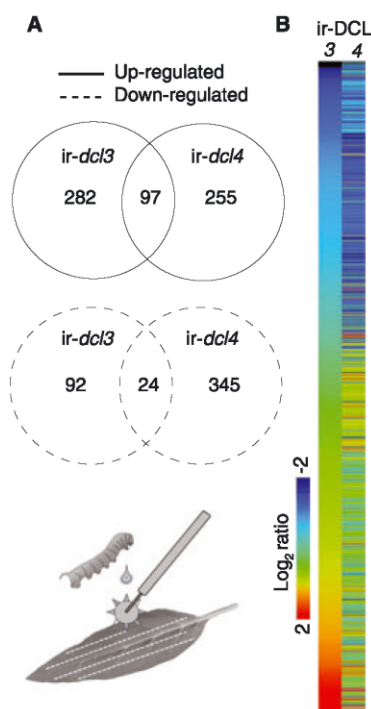 A
Up-regulated
Down-regulated
ir-dcl3
ir-dcl4
282
97
255
ir-dcl3
ir-dcl4
92
24
345
B
ir-DCL
3 4
-2
Log2 ratio
2